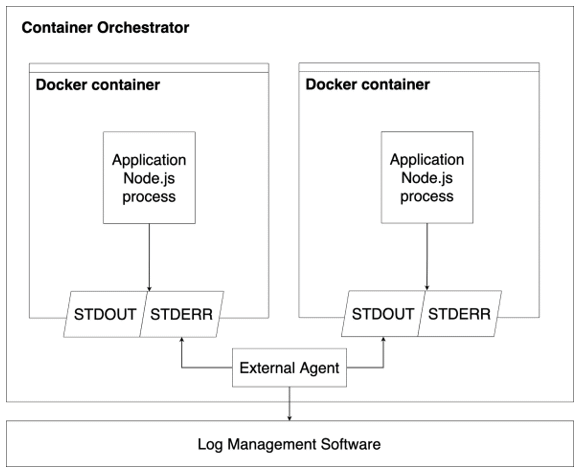 Container Orchestrator
Docker container
Application
Node.js
process
STDOUT
STDERR
Docker container
Application
Node.js
process
STDOUT
STDERR
External Agent
Log Management Software